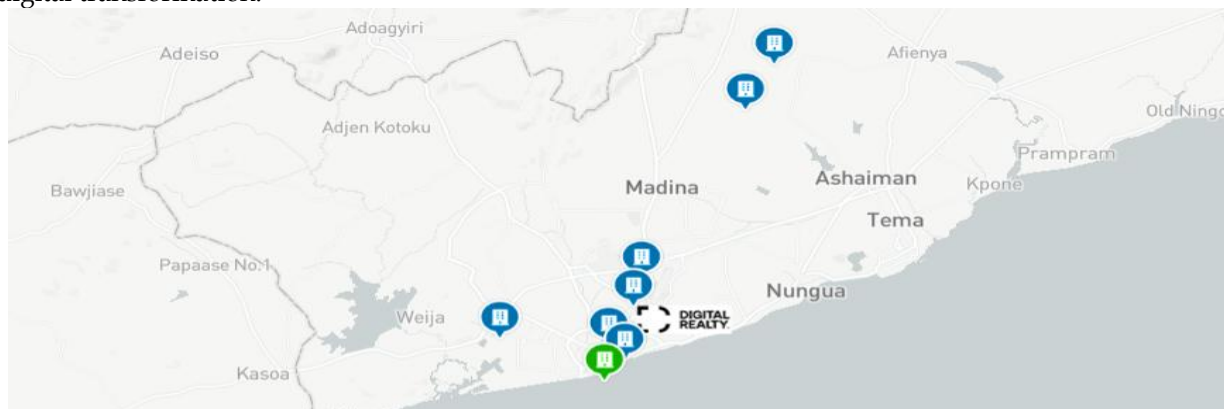 digital transformation.
Adoagyiri
Adeiso
Afienya
Adjen Kotoku
Old Ningo
Prampram
Bawjiase
Madina
Ashaiman
Kpone
Tema
Papaase No.1
Nungua
Weija
DIGITAL
REALTY
Kasoa